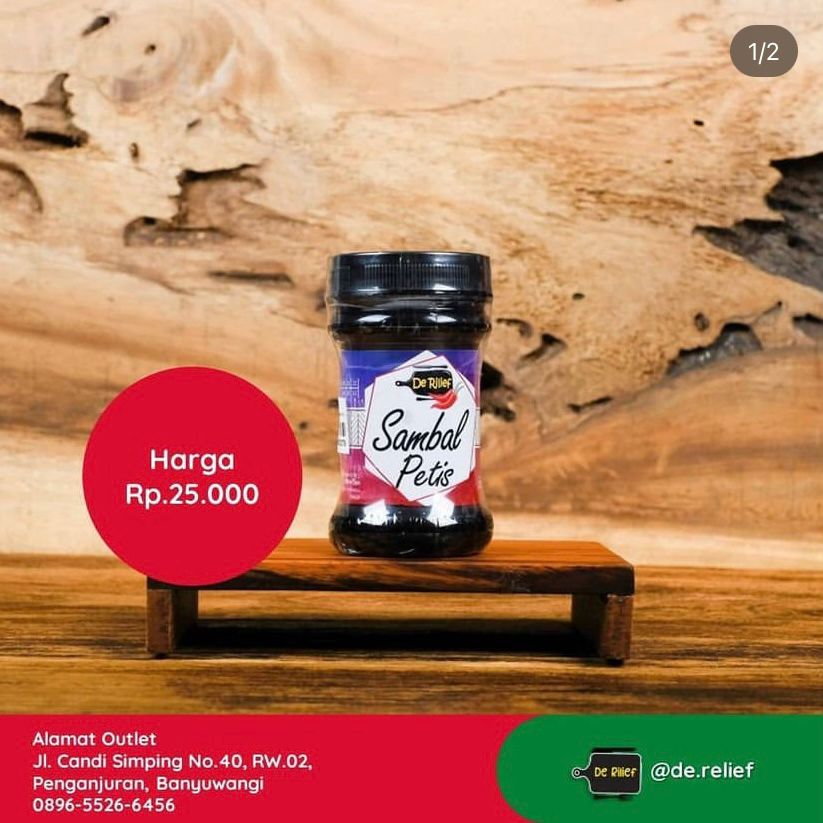 1/2
De Rilief
Sambal
Petis
Harga
Rp.25.000
Alamat Outlet
Jl. Candi Simping No.40, RW.02,
Penganjuran, Banyuwangi
0896-5526-6456
De Rilief
@de.relief